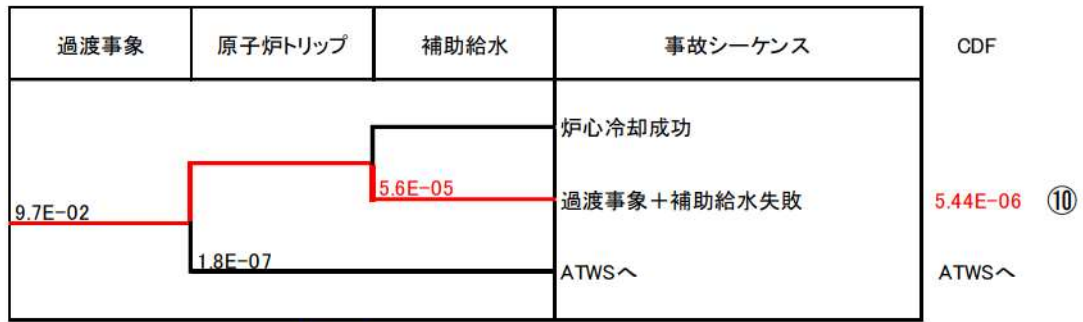 過渡事象 原子炉トリップ 補助給水 事故シーケンス CDF
炉心冷却成功
5.6E-05 過渡事象+補助給水失敗 5.44E-06 ⑩
9.7E-02
1.8E-07 ATWSへ ATWSへ